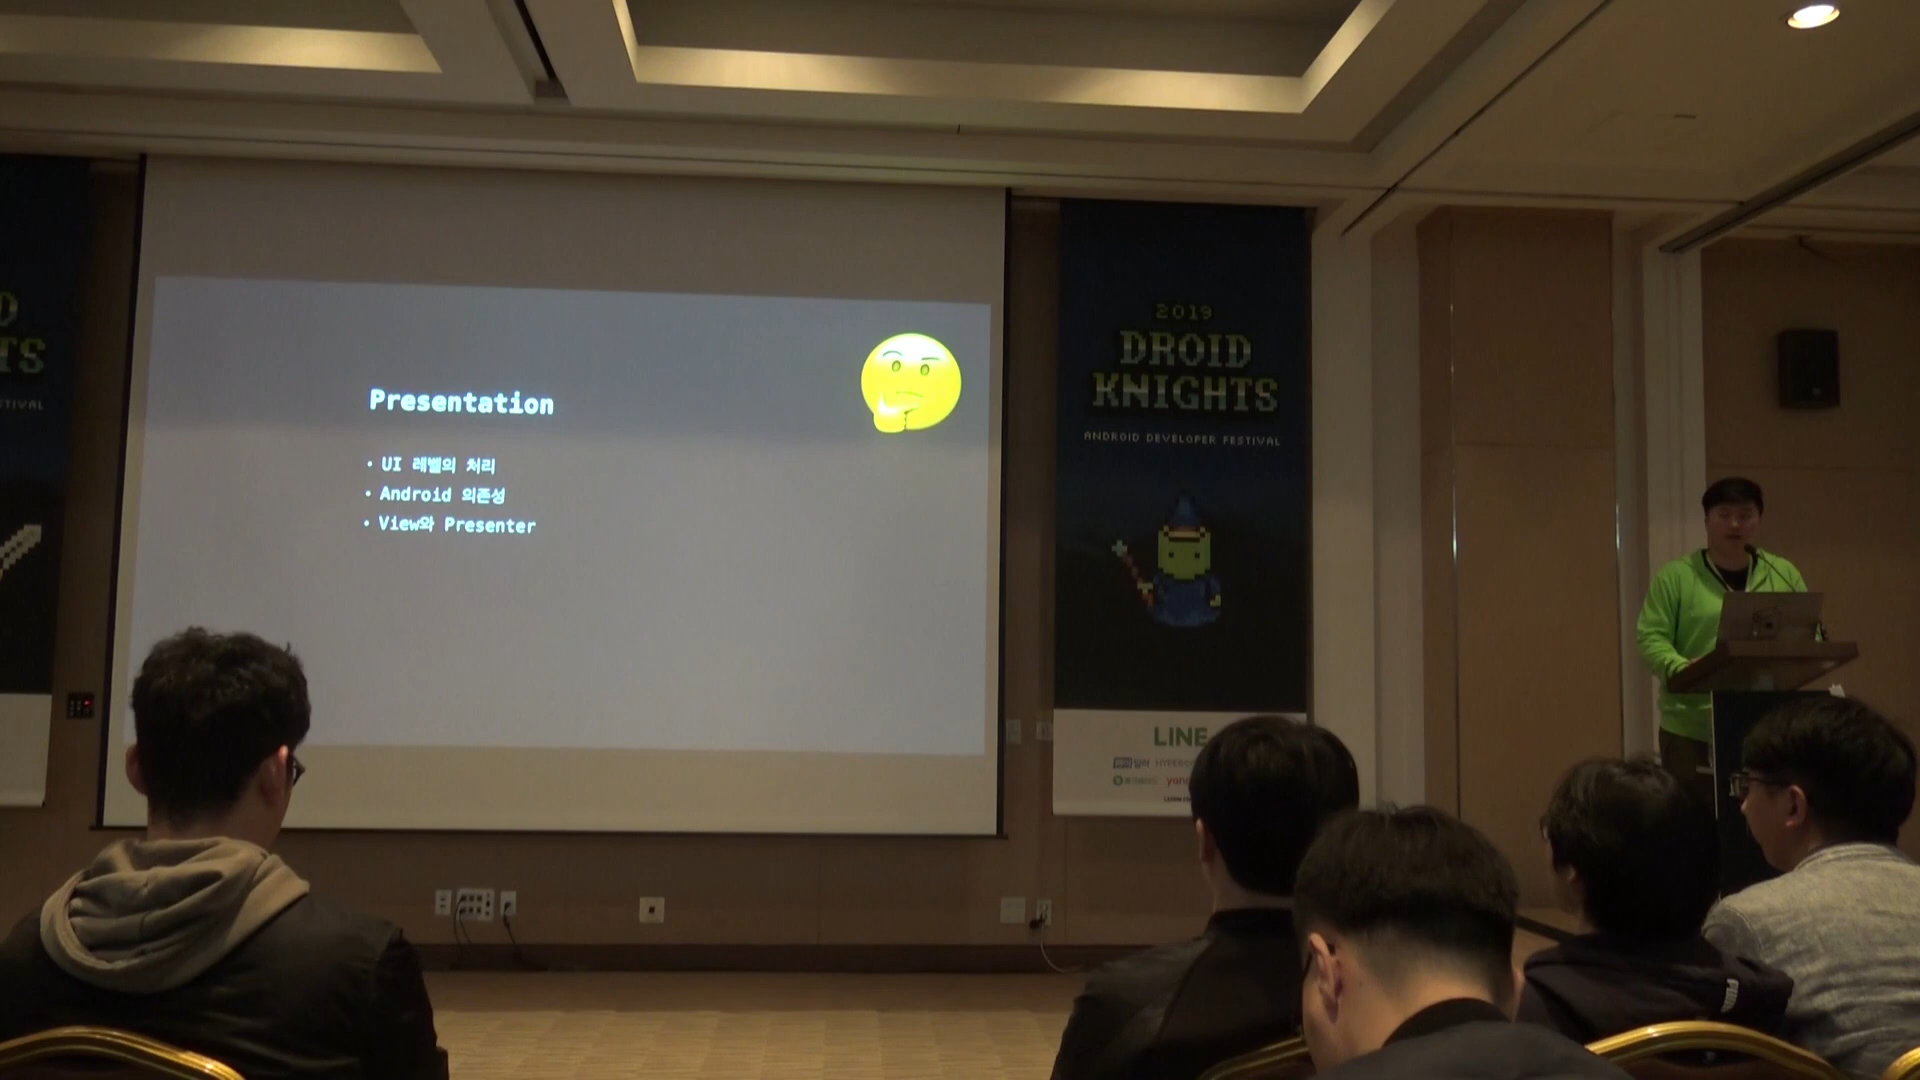 Presentation
• UI 레벨의 처리
• Android 의존성
• View와 Presenter
2019
DROID
KNIGHTS
ANDROID DEVELOPER FESTIVAL
LINE